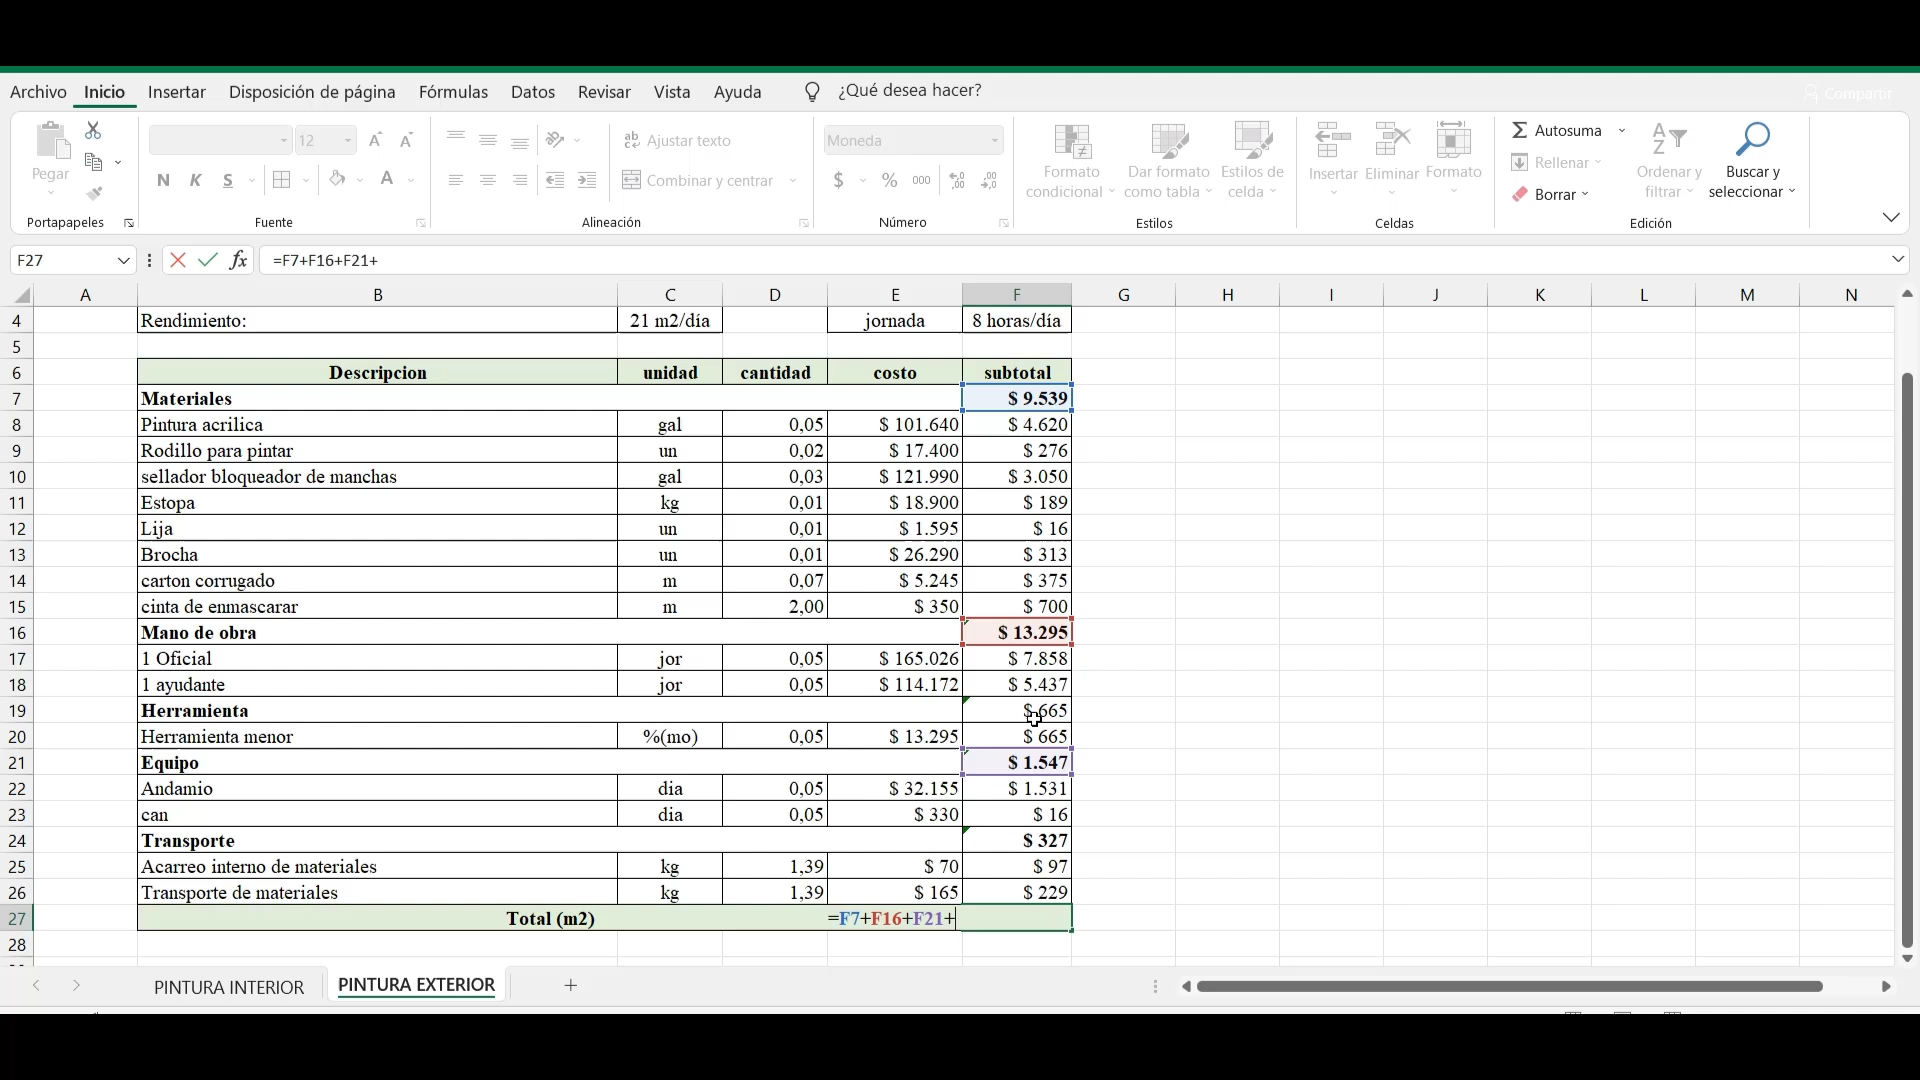 Archivo Inicio Insertar Disposición de página Fórmulas Datos Revisar Vista Ayuda ¿Qué desea hacer? Compartir
Pegar
Portapapeles
12
N K S A
Fuente
ab Ajustar texto
Combinar y centrar
Alineación
Moneda
$ % 000
Número
Formato condicional
Dar formato como tabla
Estilos de celda
Estilos
Insertar Eliminar Formato
Celdas
Σ Autosuma
Rellenar
Borrar
Ordenar y filtrar
Buscar y seleccionar
Edición
F27 fx =F7+F16+F21+
A B C D E F G H I J K L M N
4 Rendimiento: 21 m2/día jornada 8 horas/día
5
6 Descripcion unidad cantidad costo subtotal
7 Materiales $ 9.539
8 Pintura acrilica gal 0,05 $ 101.640 $ 4.620
9 Rodillo para pintar un 0,02 $ 17.400 $ 276
10 sellador bloqueador de manchas gal 0,03 $ 121.990 $ 3.050
11 Estopa kg 0,01 $ 18.900 $ 189
12 Lija un 0,01 $ 1.595 $ 16
13 Brocha un 0,01 $ 26.290 $ 313
14 carton corrugado m 0,07 $ 5.245 $ 375
15 cinta de enmascarar m 2,00 $ 350 $ 700
16 Mano de obra $ 13.295
17 1 Oficial jor 0,05 $ 165.026 $ 7.858
18 1 ayudante jor 0,05 $ 114.172 $ 5.437
19 Herramienta $ 665
20 Herramienta menor %(mo) 0,05 $ 13.295 $ 665
21 Equipo $ 1.547
22 Andamio dia 0,05 $ 32.155 $ 1.531
23 can dia 0,05 $ 330 $ 16
24 Transporte $ 327
25 Acarreo interno de materiales kg 1,39 $ 70 $ 97
26 Transporte de materiales kg 1,39 $ 165 $ 229
27 Total (m2) =F7+F16+F21+
28
PINTURA INTERIOR PINTURA EXTERIOR +